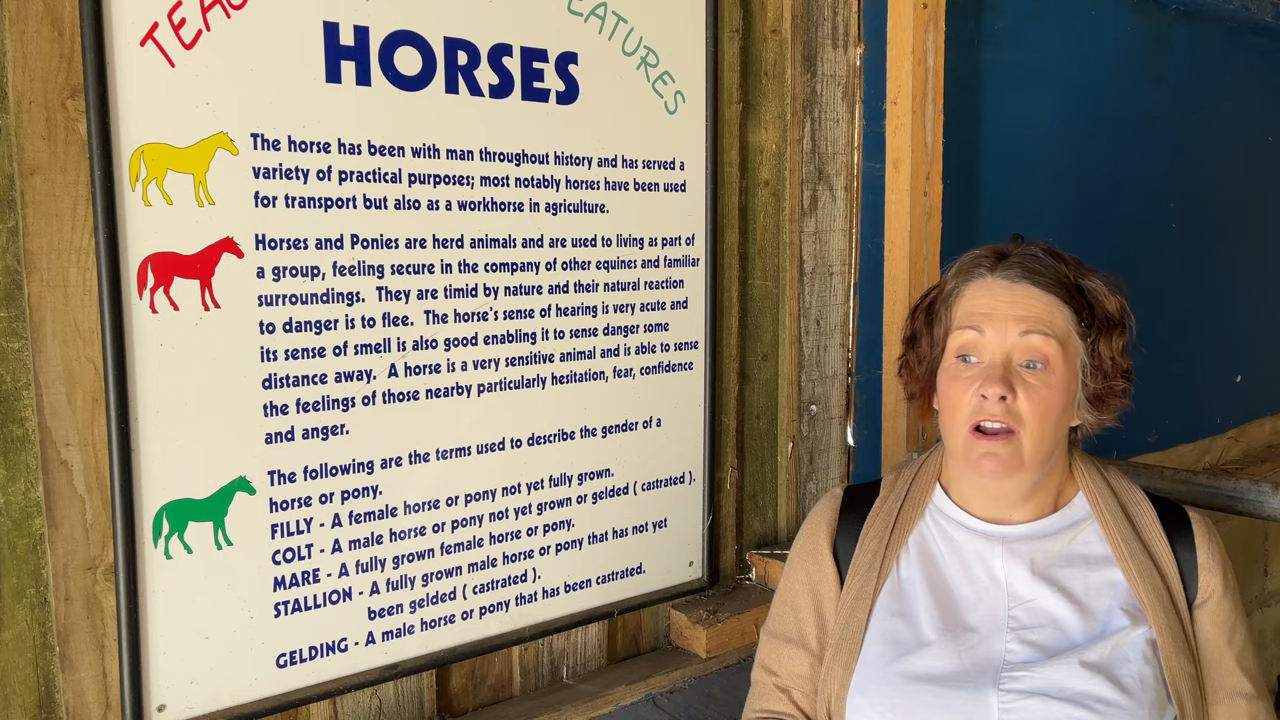 HORSES
The horse has been with man throughout history and has served a
variety of practical purposes; most notably horses have been used
for transport but also as a workhorse in agriculture.
Horses and Ponies are herd animals and are used to living as part of
a group, feeling secure in the company of other equines and familiar
surroundings. They are timid by nature and their natural reaction
to danger is to flee. The horse's sense of hearing is very acute and
its sense of smell is also good enabling it to sense danger some
distance away. A horse is a very sensitive animal and is able to sense
the feelings of those nearby particularly hesitation, fear, confidence
and anger.
The following are the terms used to describe the gender of a
horse or pony.
FILLY - A female horse or pony not yet fully grown.
COLT - A male horse or pony not yet grown or gelded ( castrated ).
MARE - A fully grown female horse or pony.
STALLION - A fully grown male horse or pony that has not yet
been gelded ( castrated ).
GELDING - A male horse or pony that has been castrated.